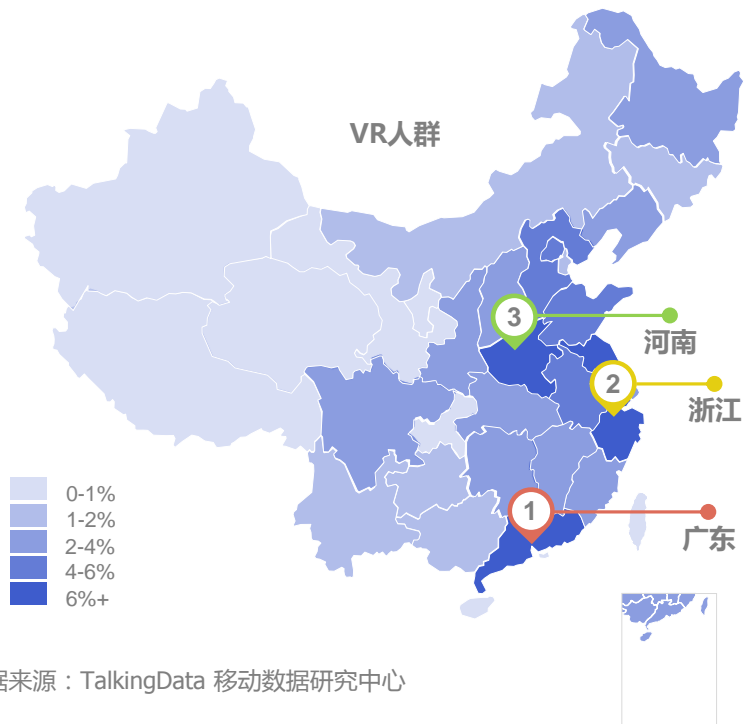 VR人群
3
河南
2
浙江
1
广东
0-1%
1-2%
2-4%
4-6%
6%+
据来源：TalkingData 移动数据研究中心